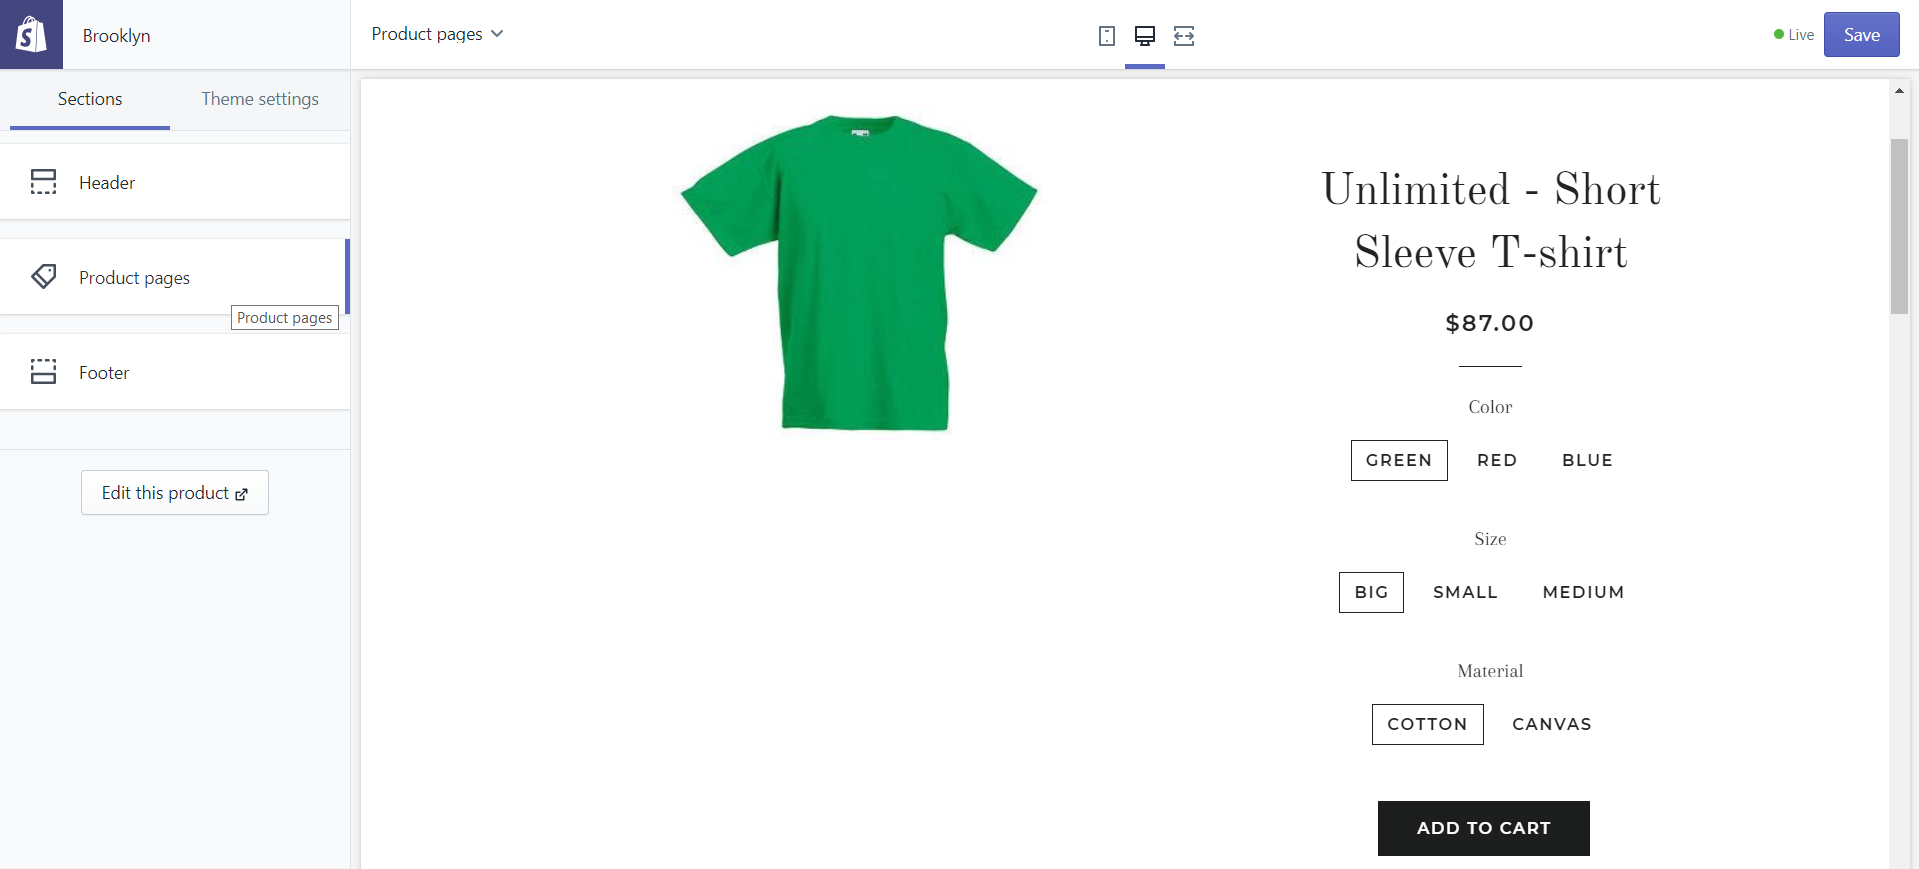 Brooklyn
Product pages
Live
Save
Sections
Theme settings
Header
Product pages
Product pages
Footer
Edit this product
Unlimited - Short
Sleeve T-shirt
$87.00
Color
GREEN RED BLUE
Size
BIG SMALL MEDIUM
Material
COTTON CANVAS
ADD TO CART